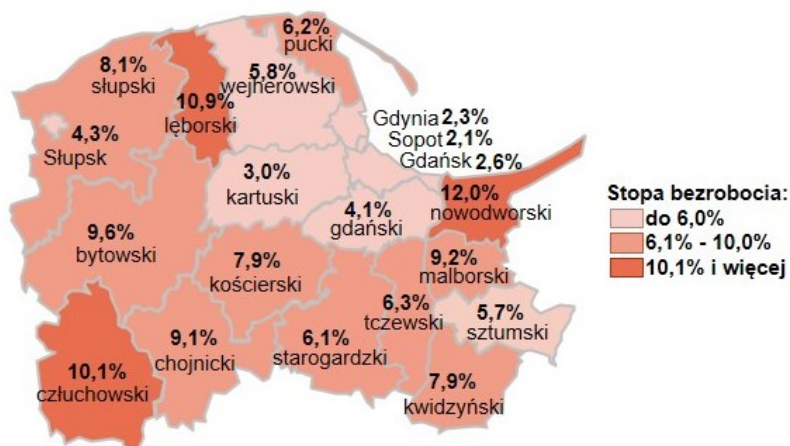 6,2%
pucki
8,1%
słupski
5,8%
wejherowski
10,9%
lęborski
Gdynia 2,3%
Sopot 2,1%
Gdańsk 2,6%
4,3%
Słupsk
3,0%
kartuski
12,0%
nowodworski
4,1%
gdański
9,6%
bytowski
7,9%
kościerski
9,2%
malborski
6,3%
tczewski
5,7%
sztumski
9,1%
chojnicki
6,1%
starogardzki
10,1%
człuchowski
7,9%
kwidzyński
Stopa bezrobocia:
do 6,0%
6,1% - 10,0%
10,1% i więcej